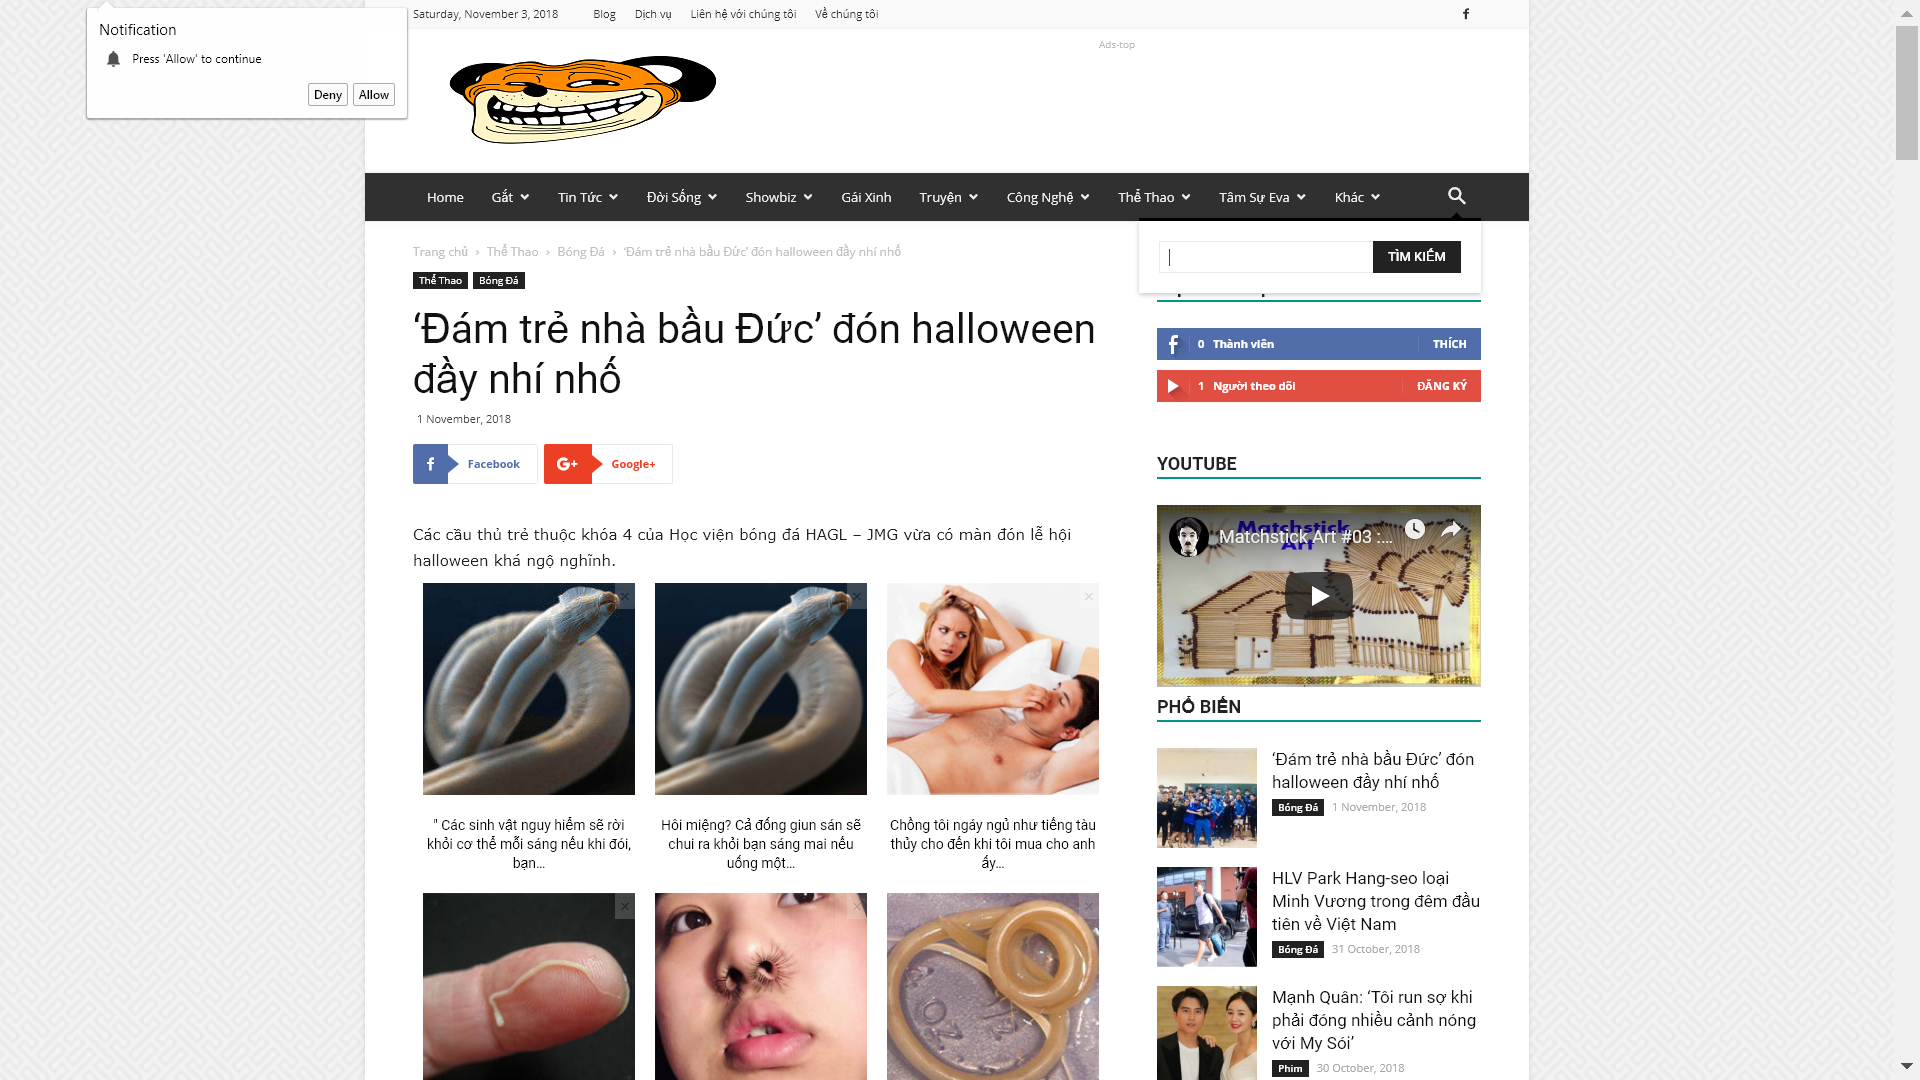 Notification
Press 'Allow' to continue
Deny Allow
Saturday, November 3, 2018 Blog Dịch vụ Liên hệ với chúng tôi Về chúng tôi
Ads-top
Home Gắt Tin Tức Đời Sống Showbiz Gái Xinh Truyện Công Nghệ Thể Thao Tâm Sự Eva Khác
TÌM KIẾM
Trang chủ › Thể Thao › Bóng Đá › ‘Đám trẻ nhà bầu Đức’ đón halloween đầy nhí nhố
Thể Thao Bóng Đá
‘Đám trẻ nhà bầu Đức’ đón halloween
đầy nhí nhố
1 November, 2018
Facebook
G+ Google+
Các cầu thủ trẻ thuộc khóa 4 của Học viện bóng đá HAGL – JMG vừa có màn đón lễ hội
halloween khá ngộ nghĩnh.
" Các sinh vật nguy hiểm sẽ rời
khỏi cơ thể mỗi sáng nếu khi đói,
bạn...
Hôi miệng? Cả đống giun sán sẽ
chui ra khỏi bạn sáng mai nếu
uống một...
Chồng tôi ngáy ngủ như tiếng tàu
thủy cho đến khi tôi mua cho anh
ấy...
0 Thành viên THÍCH
1 Người theo dõi ĐĂNG KÝ
YOUTUBE
Matchstick
Art
Matchstick Art #03 :...
PHỔ BIẾN
‘Đám trẻ nhà bầu Đức’ đón
halloween đầy nhí nhố
Bóng Đá 1 November, 2018
HLV Park Hang-seo loại
Minh Vương trong đêm đầu
tiên về Việt Nam
Bóng Đá 31 October, 2018
Mạnh Quân: ‘Tôi run sợ khi
phải đóng nhiều cảnh nóng
với My Sói’
Phim 30 October, 2018